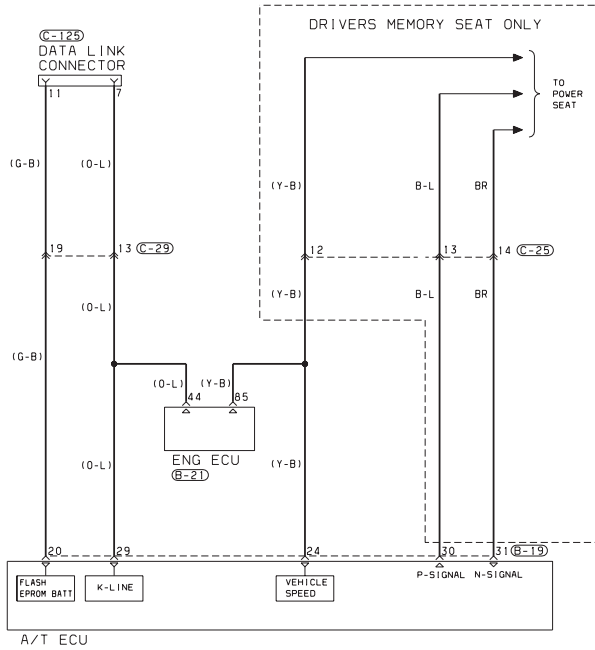 DRIVERS MEMORY SEAT ONLY
C-125
DATA LINK
CONNECTOR
11 7
TO
POWER
SEAT
(G-B) (O-L) (Y-B) B-L BR
19 13 C-29 12 13 14 C-25
(O-L) (Y-B) B-L BR
(G-B)
(O-L) (Y-B)
44 85
ENG ECU
B-21
(O-L) (Y-B)
20 29 24 30 31 B-19
P-SIGNAL N-SIGNAL
FLASH
EPROM BATT
K-LINE
VEHICLE
SPEED
A/T ECU